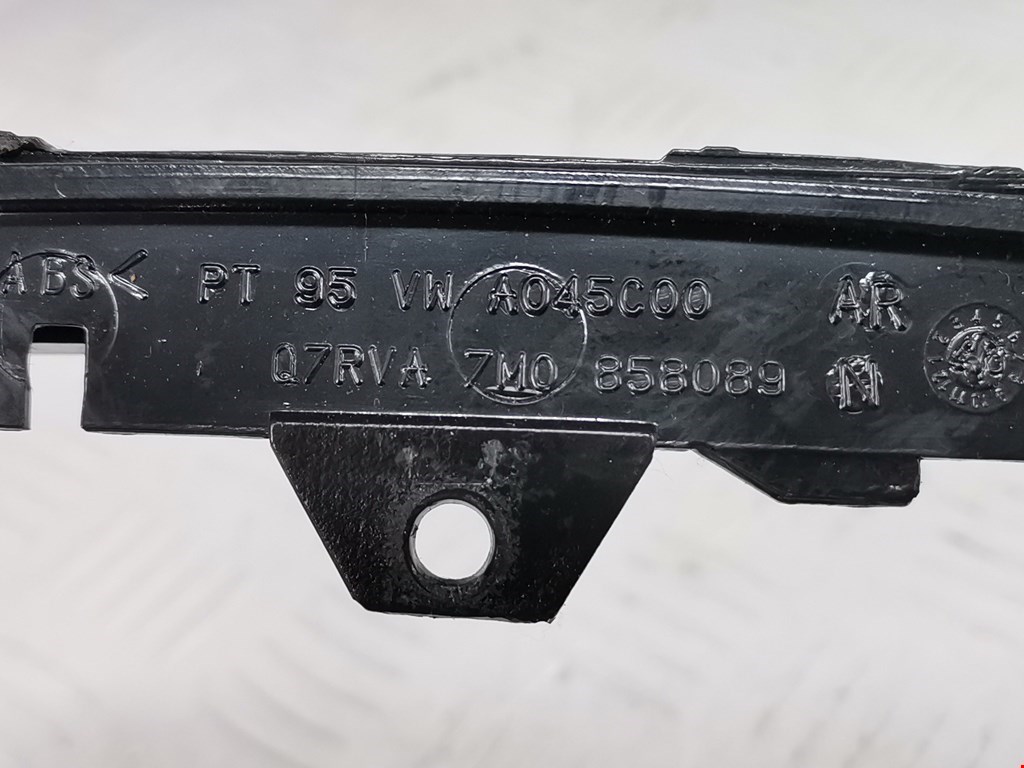 ABS< PT 95 VW A045C00 AR
Q7RVA 7M0 858089 N